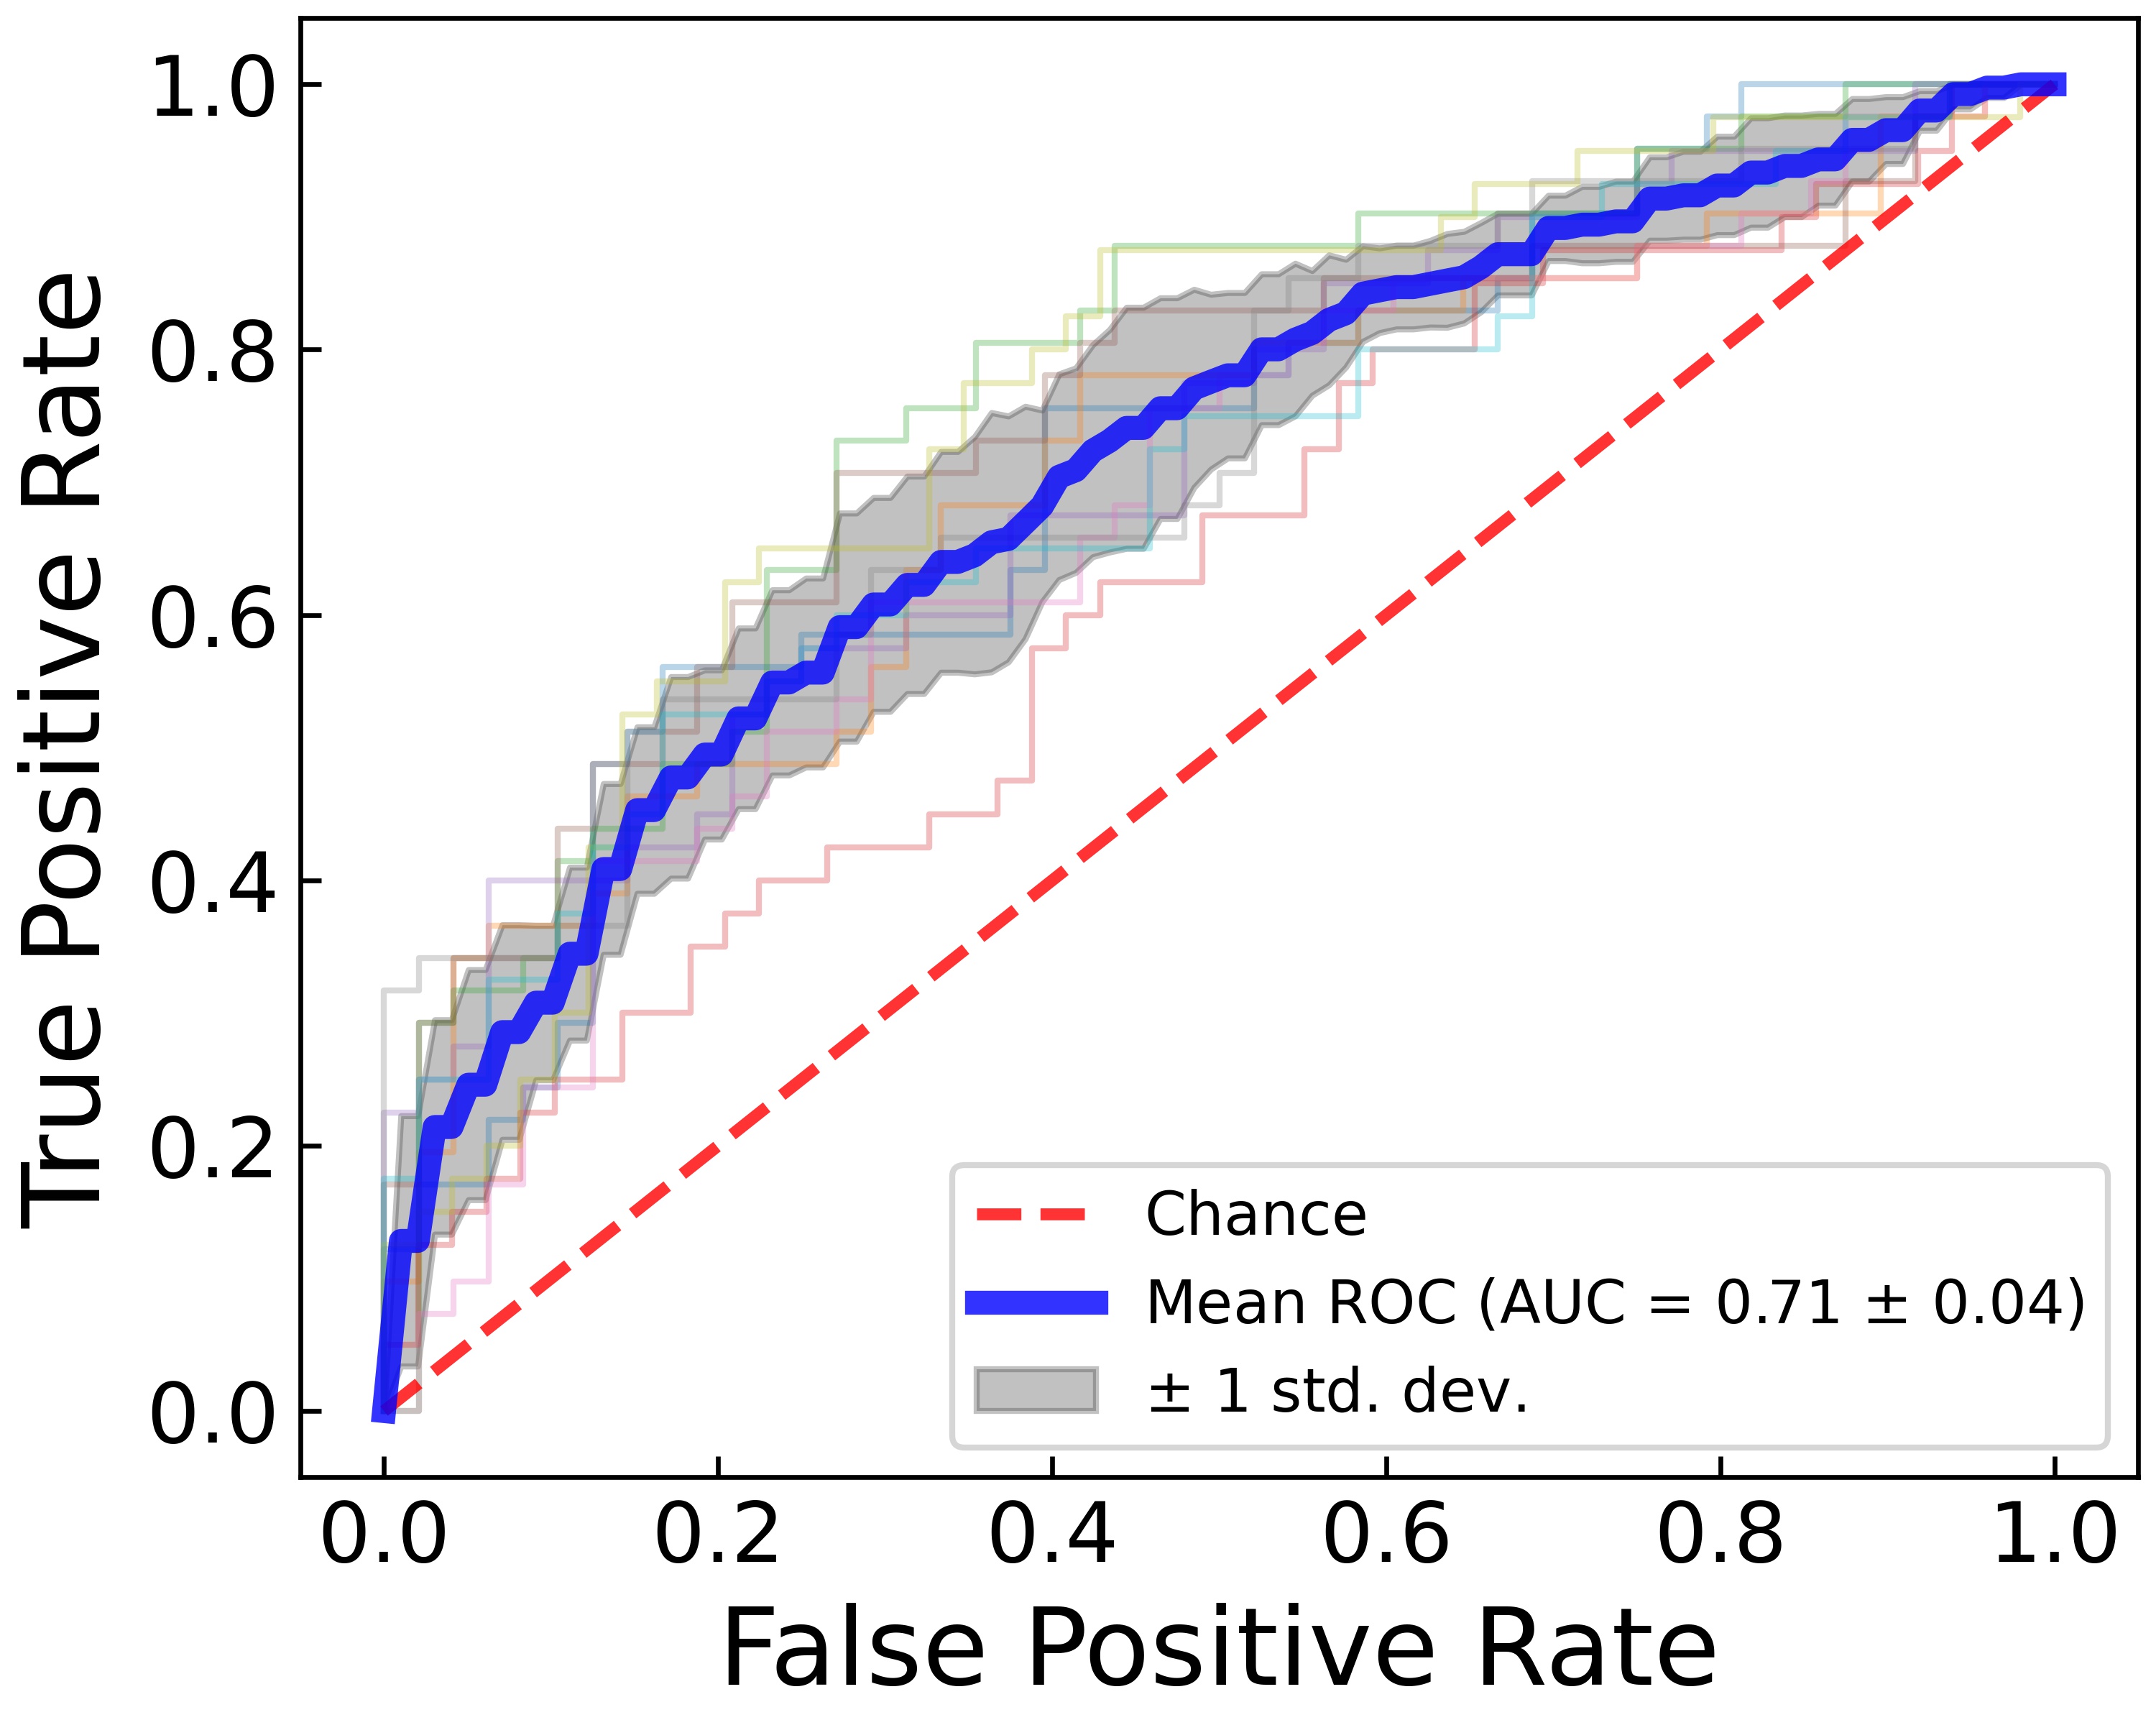 True Positive Rate
1.0
0.8
0.6
0.4
0.2
0.0
Chance
Mean ROC (AUC = 0.71 ± 0.04)
± 1 std. dev.
0.0 0.2 0.4 0.6 0.8 1.0
False Positive Rate